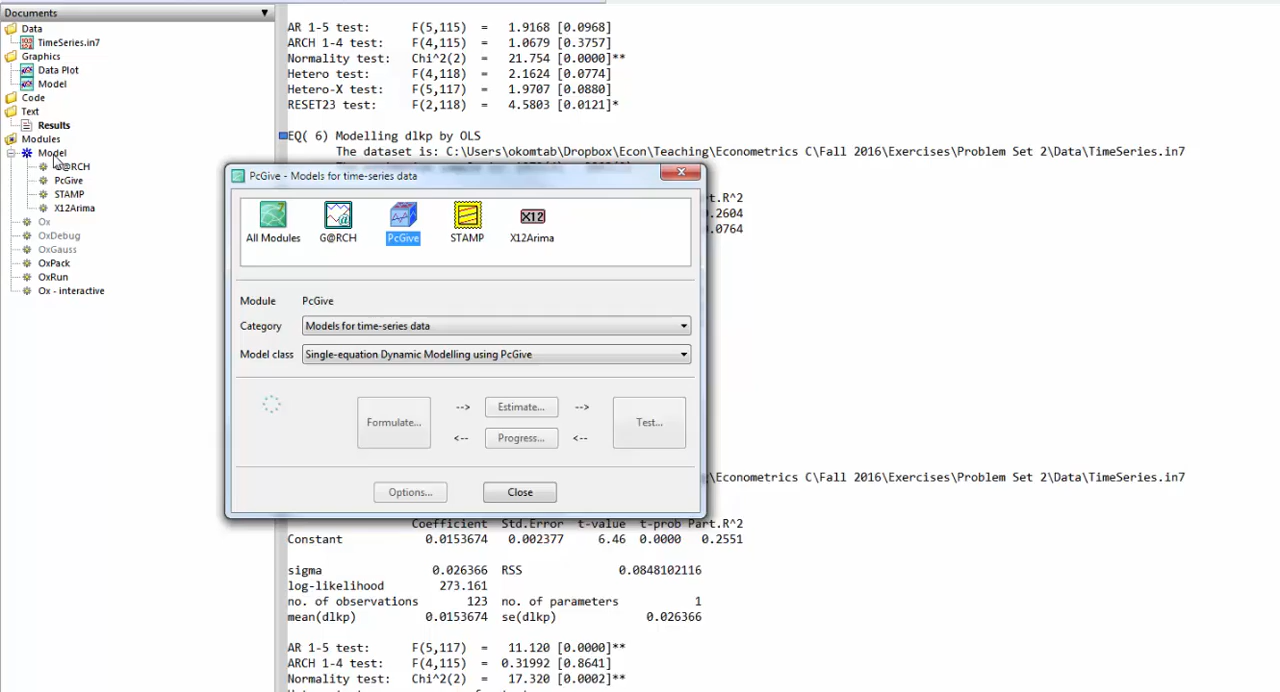 Documents
Data
TimeSeries.in7
Graphics
Data Plot
Model
Code
Text
Results
Modules
Model
G@RCH
PcGive
STAMP
X12Arima
Ox
OxDebug
OxGauss
OxPack
OxRun
Ox - interactive
AR 1-5 test: F(5,115) = 1.9168 [0.0968]
ARCH 1-4 test: F(4,115) = 1.0679 [0.3757]
Normality test: Chi^2(2) = 21.754 [0.0000]**
Hetero test: F(4,118) = 2.1624 [0.0774]
Hetero-X test: F(5,117) = 1.9707 [0.0880]
RESET23 test: F(2,118) = 4.5803 [0.0121]*
EQ( 6) Modelling dlkp by OLS
The dataset is: C:\Users\okomtab\Dropbox\Econ\Teaching\Econometrics C\Fall 2016\Exercises\Problem Set 2\Data\TimeSeries.in7
PcGive - Models for time-series data
All Modules G@RCH PcGive STAMP X12Arima
Module PcGive
Category Models for time-series data
Model class Single-equation Dynamic Modelling using PcGive
Formulate... --> Estimate... --> Test...
<-- Progress... <--
Options... Close
t.R^2
.2604
.0764
\Econometrics C\Fall 2016\Exercises\Problem Set 2\Data\TimeSeries.in7
Coefficient Std.Error t-value t-prob Part.R^2
Constant 0.0153674 0.002377 6.46 0.0000 0.2551
sigma 0.026366 RSS 0.0848102116
log-likelihood 273.161
no. of observations 123 no. of parameters 1
mean(dlkp) 0.0153674 se(dlkp) 0.026366
AR 1-5 test: F(5,117) = 11.120 [0.0000]**
ARCH 1-4 test: F(4,115) = 0.31992 [0.8641]
Normality test: Chi^2(2) = 17.320 [0.0002]**